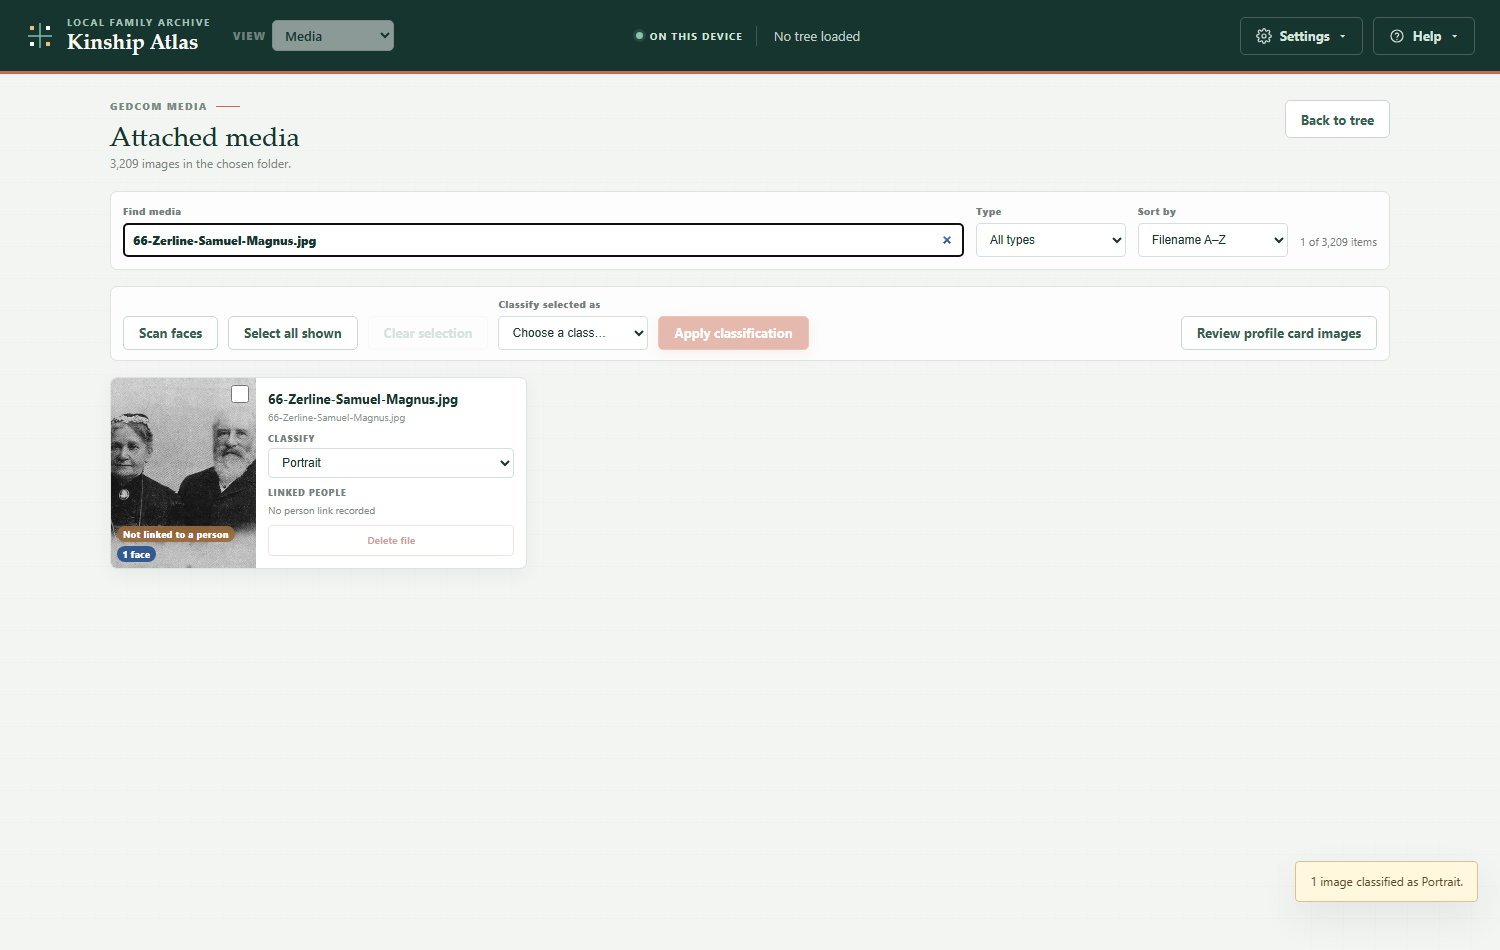 LOCAL FAMILY ARCHIVE
Kinship Atlas
VIEW
Media
ON THIS DEVICE
No tree loaded
Settings
Help
GEDCOM MEDIA
Attached media
3,209 images in the chosen folder.
Back to tree
Find media
66-Zerline-Samuel-Magnus.jpg
Type
All types
Sort by
Filename A–Z
1 of 3,209 items
Scan faces
Select all shown
Clear selection
Classify selected as
Choose a class...
Apply classification
Review profile card images
66-Zerline-Samuel-Magnus.jpg
66-Zerline-Samuel-Magnus.jpg
CLASSIFY
Portrait
LINKED PEOPLE
No person link recorded
Delete file
Not linked to a person
1 face
1 image classified as Portrait.